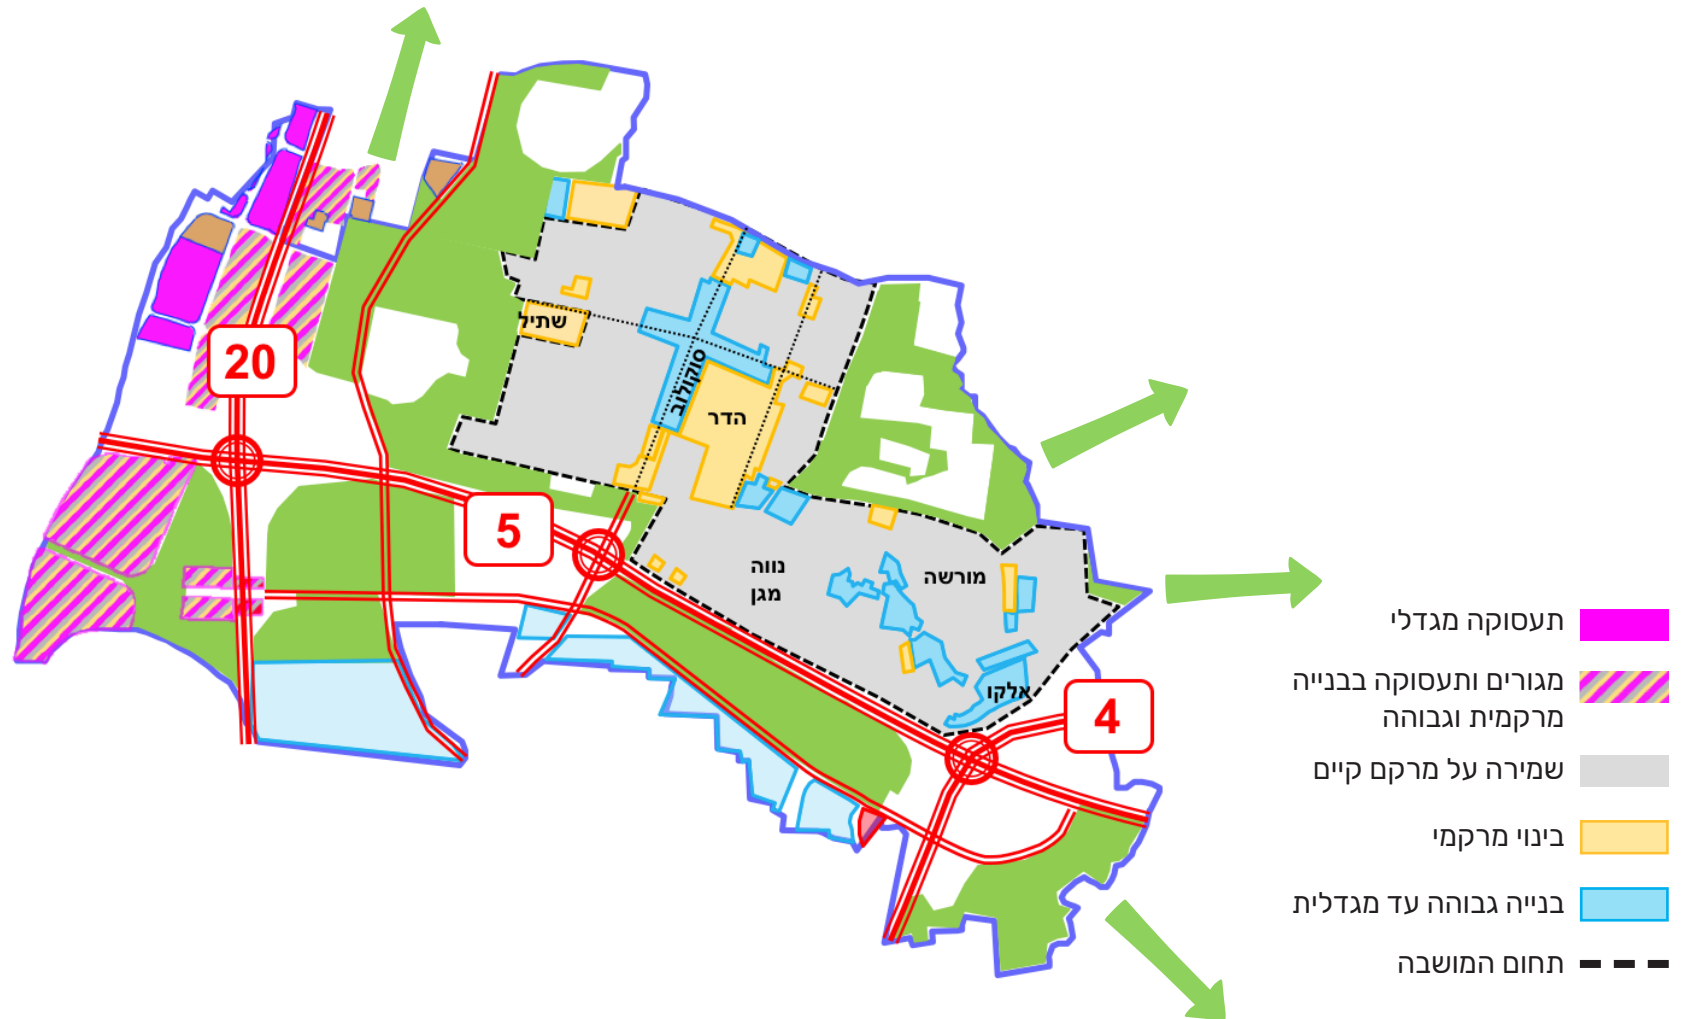 שתיל
סוקולוב
הדר
20
5
נווה
מגן
מורשה
אלקו
4
תעסוקה מגדלי
מגורים ותעסוקה בבנייה
מרקמית וגבוהה
שמירה על מרקם קיים
בינוי מרקמי
בנייה גבוהה עד מגדלית
תחום המושבה